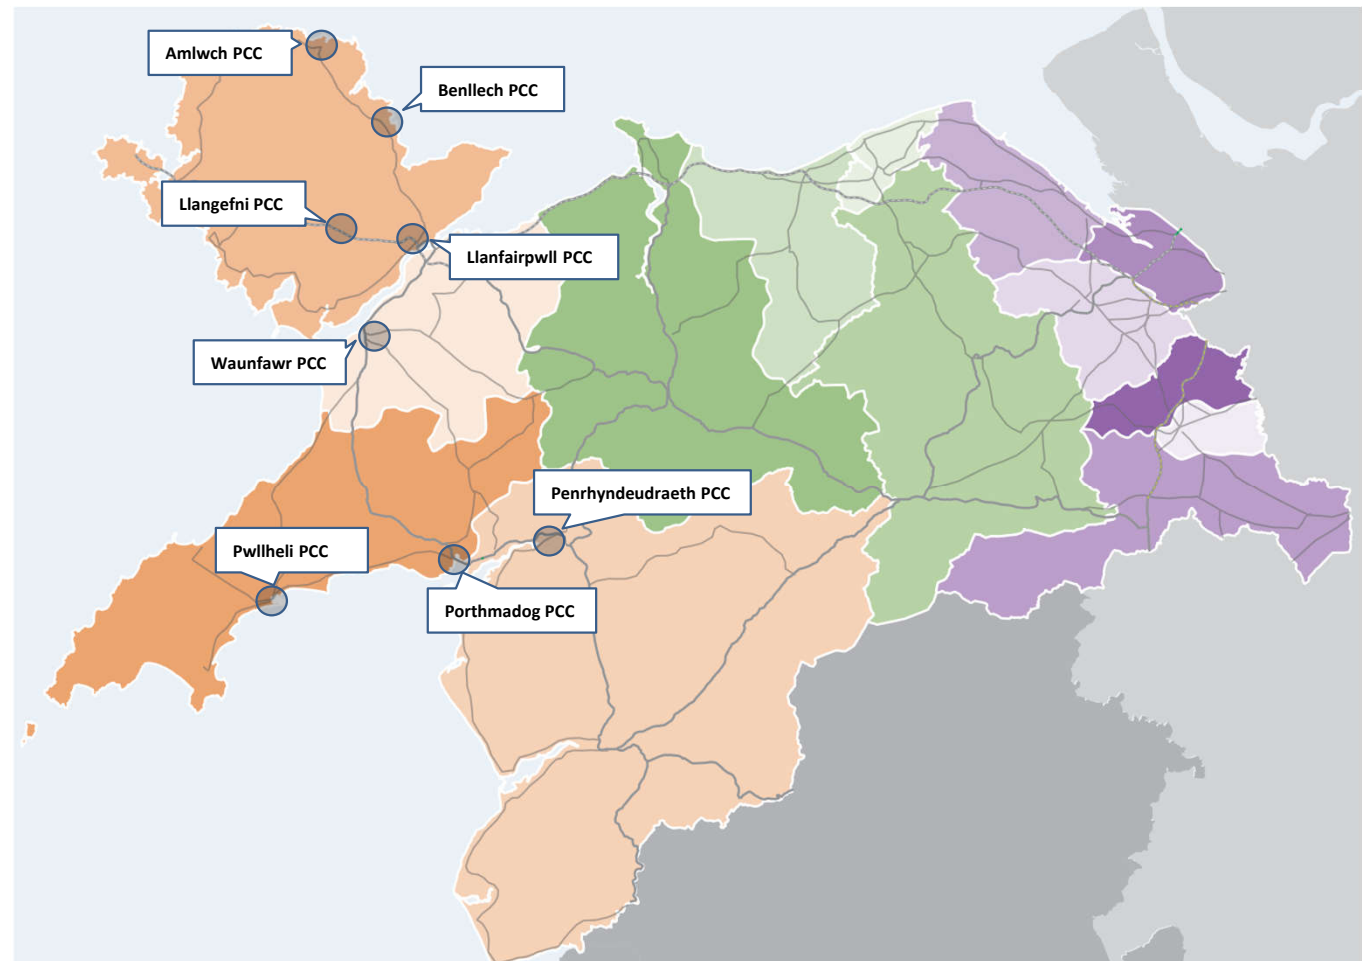 Amlwch PCC
Benllech PCC
Llangefni PCC
Llanfairpwll PCC
Waunfawr PCC
Penrhyndeudraeth PCC
Pwllheli PCC
Porthmadog PCC